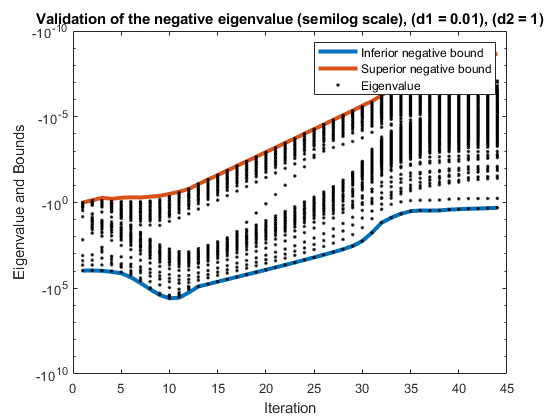 Validation of the negative eigenvalue (semilog scale), (d1 = 0.01), (d2 = 1)
-10^-10
Inferior negative bound
Superior negative bound
Eigenvalue
-10^-5
-10^0
-10^5
-10^10
Eigenvalue and Bounds
0 5 10 15 20 25 30 35 40 45
Iteration